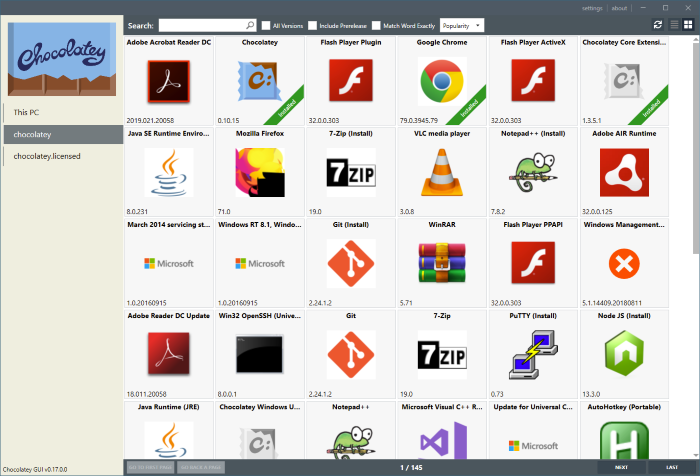 settings
about
Chocolatey
Search:
All Versions
Include Prerelease
Match Word Exactly
Popularity
This PC
chocolatey
chocolatey.licensed
Adobe Acrobat Reader DC
Chocolatey
Flash Player Plugin
Google Chrome
Flash Player ActiveX
Chocolatey Core Extensi...
Installed
Installed
Installed
2019.021.20058
0.10.15
32.0.0.303
79.0.3945.79
32.0.0.303
1.3.5.1
Java SE Runtime Enviro...
Mozilla Firefox
7-Zip (Install)
VLC media player
Notepad++ (Install)
Adobe AIR Runtime
7ZIP
8.0.231
71.0
19.0
3.0.8
7.8.2
32.0.0.125
March 2014 servicing st...
Windows RT 8.1, Windo...
Git (Install)
WinRAR
Flash Player PPAPI
Windows Management...
Microsoft
Microsoft
1.0.20160915
1.0.20160915
2.24.1.2
5.71
32.0.0.303
5.1.14409.20180811
Adobe Reader DC Update
Win32 OpenSSH (Unive...
Git
7-Zip
PuTTY (Install)
Node JS (Install)
7ZIP
18.011.20058
8.0.0.1
2.24.1.2
19.0
0.73
13.3.0
Java Runtime (JRE)
Chocolatey Windows U...
Notepad++
Microsoft Visual C++ R...
Update for Universal C...
AutoHotkey (Portable)
Microsoft
H
Chocolatey GUI v0.17.0.0
GO TO FIRST PAGE
GO BACK A PAGE
1 / 145
NEXT
LAST